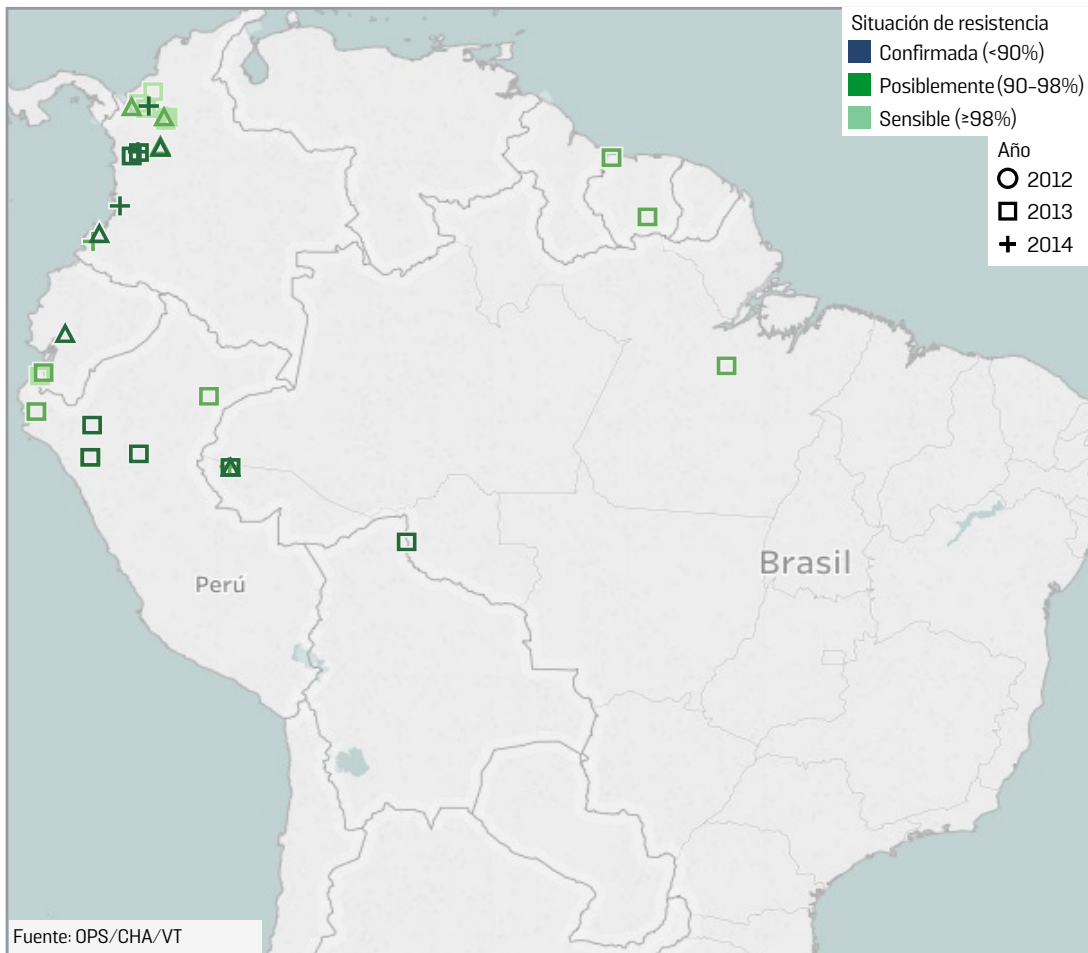 Situación de resistencia
Confirmada (<90%)
Posiblemente (90–98%)
Sensible (≥98%)
Año
2012
2013
2014
Brasil
Perú
Fuente: OPS/CHA/VT